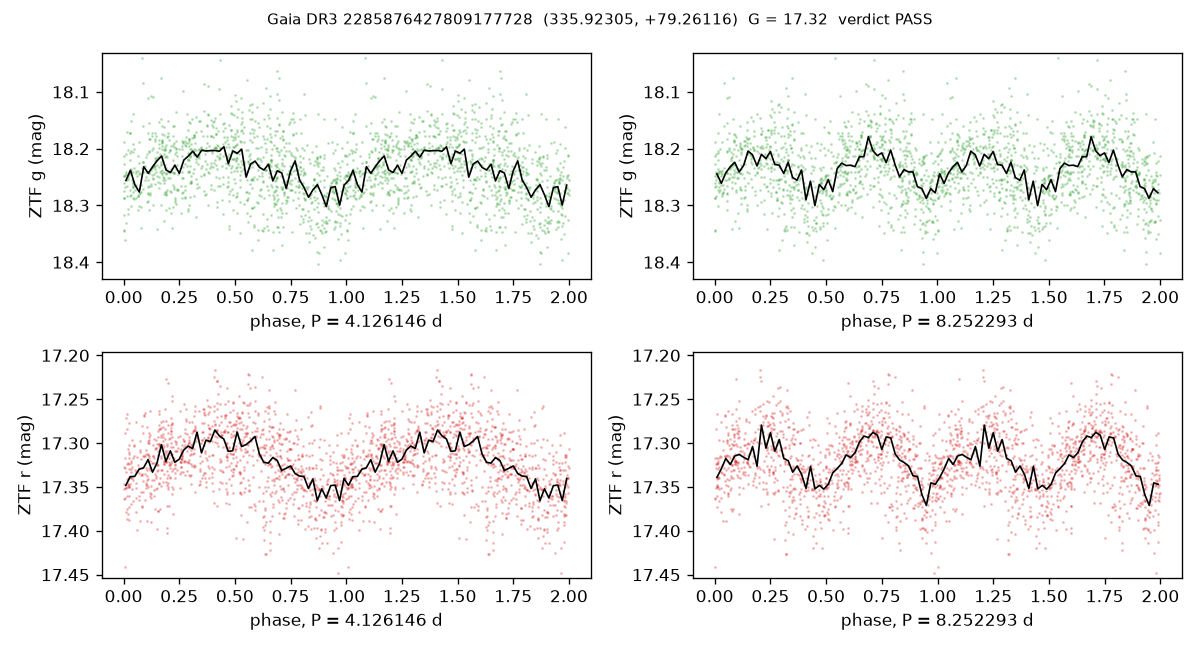 Gaia DR3 2285876427809177728  (335.92305, +79.26116)  G = 17.32  verdict PASS
ZTF g (mag)
18.1
18.2
18.3
18.4
0.00 0.25 0.50 0.75 1.00 1.25 1.50 1.75 2.00
phase, P = 4.126146 d
ZTF g (mag)
18.1
18.2
18.3
18.4
0.00 0.25 0.50 0.75 1.00 1.25 1.50 1.75 2.00
phase, P = 8.252293 d
ZTF r (mag)
17.20
17.25
17.30
17.35
17.40
17.45
0.00 0.25 0.50 0.75 1.00 1.25 1.50 1.75 2.00
phase, P = 4.126146 d
ZTF r (mag)
17.20
17.25
17.30
17.35
17.40
17.45
0.00 0.25 0.50 0.75 1.00 1.25 1.50 1.75 2.00
phase, P = 8.252293 d